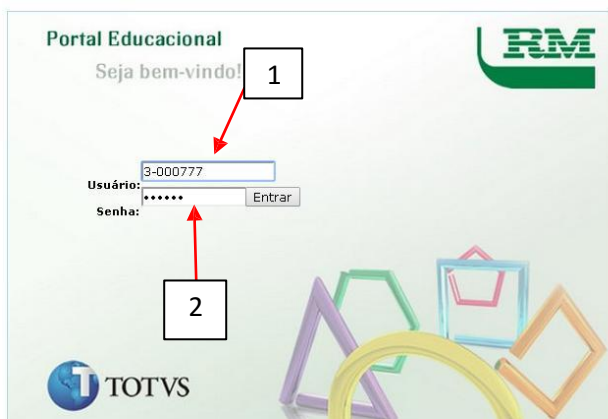 Portal Educacional
RM
Seja bem-vindo!
1
3-000777
Usuário:
•••••• Entrar
Senha:
2
TOTVS